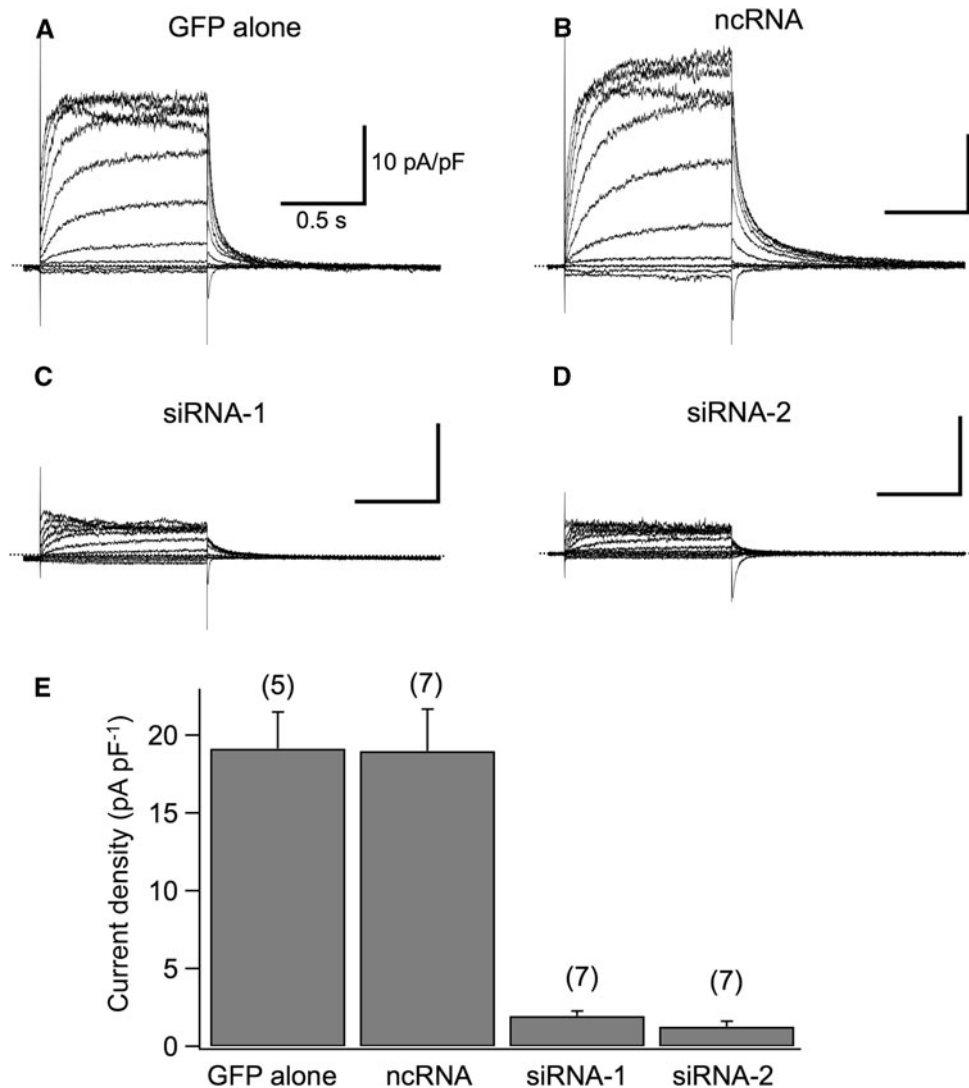 A
GFP alone
10 pA/pF
0.5 s
B
ncRNA
C
siRNA-1
D
siRNA-2
E
Current density (pA pF⁻¹)
20
15
10
5
0
(5)
(7)
(7)
(7)
GFP alone
ncRNA
siRNA-1
siRNA-2